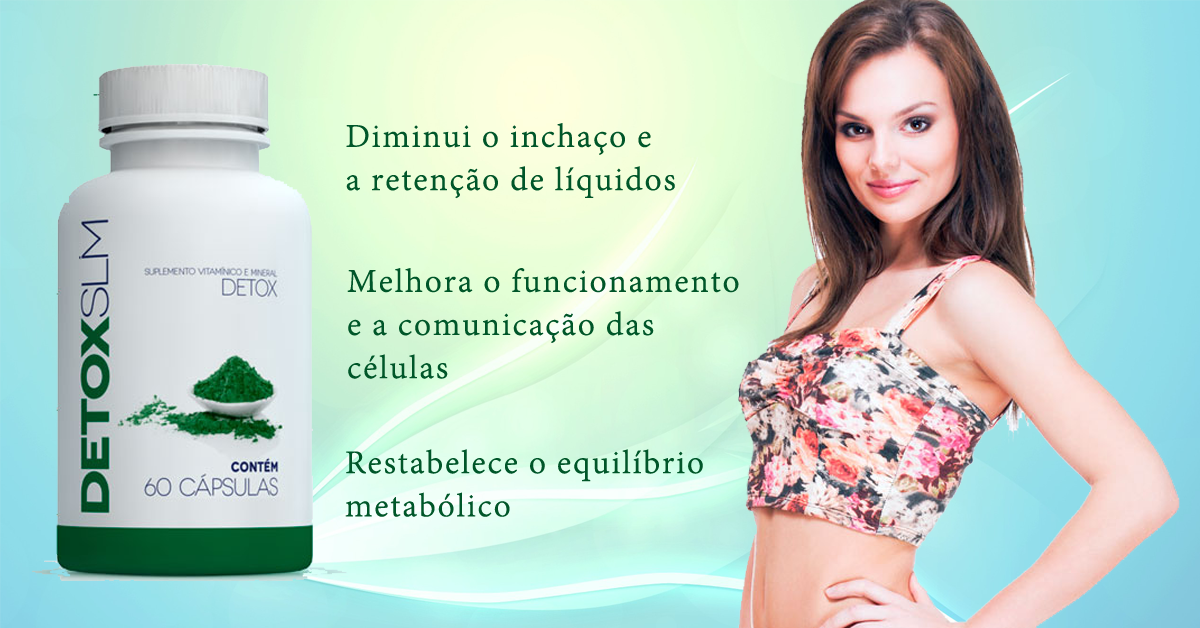 DETOXSLIM
SUPLEMENTO VITAMÍNICO E MINERAL
DETOX
CONTÉM
60 CÁPSULAS
Diminui o inchaço e
a retenção de líquidos
Melhora o funcionamento
e a comunicação das
células
Restabelece o equilíbrio
metabólico